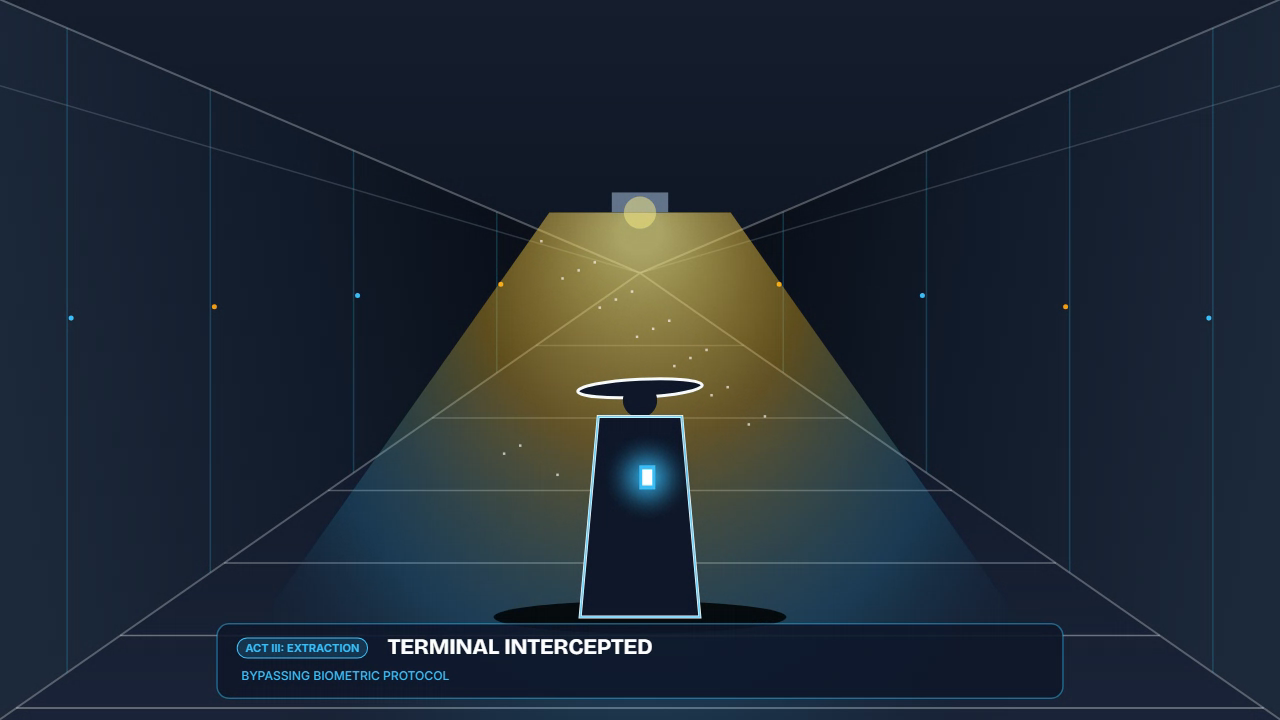 ACT III: EXTRACTION
TERMINAL INTERCEPTED
BYPASSING BIOMETRIC PROTOCOL